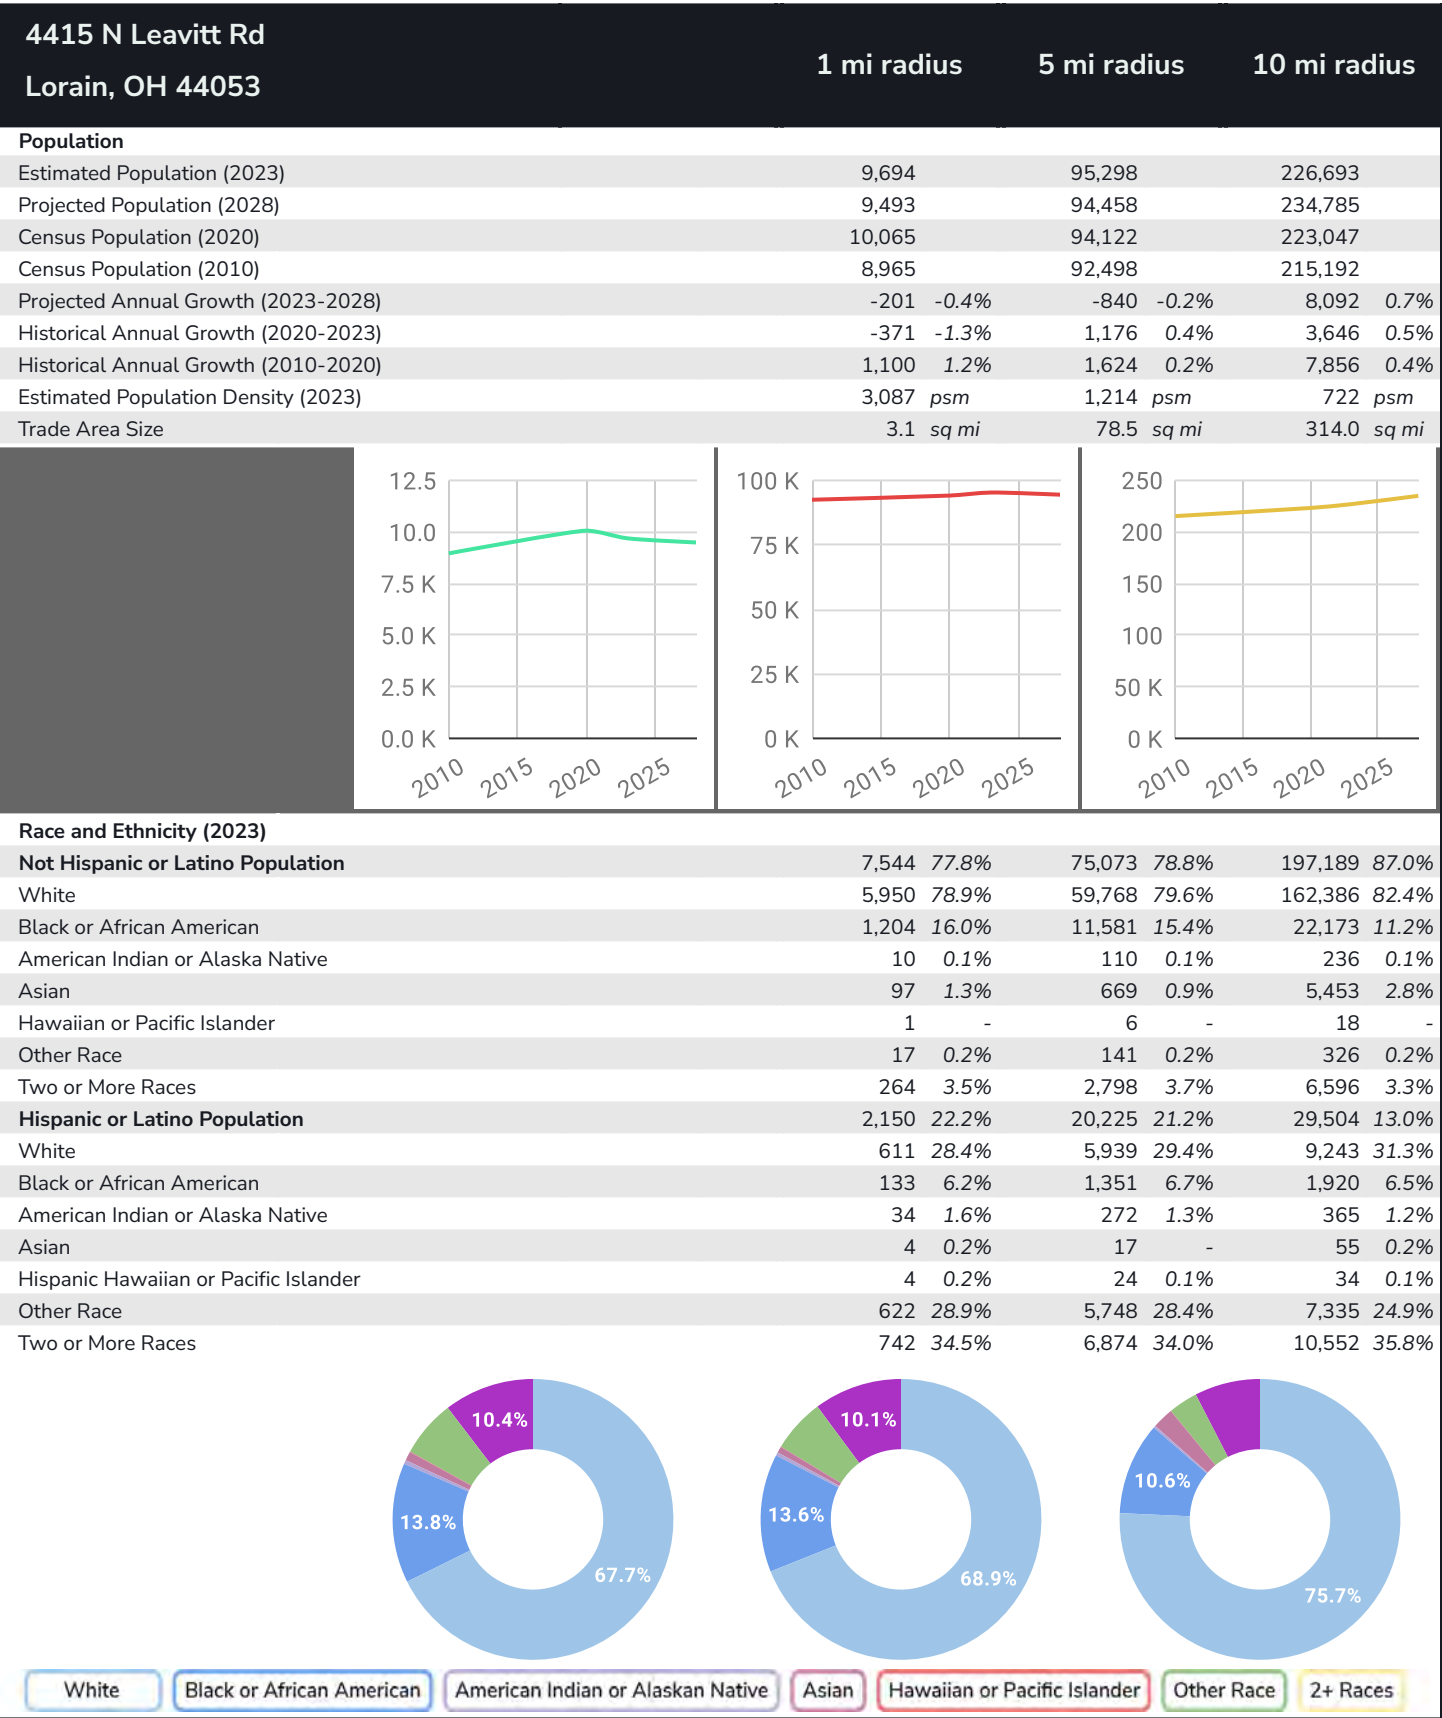 4415 N Leavitt Rd
Lorain, OH 44053
1 mi radius 5 mi radius 10 mi radius
Population
Estimated Population (2023) 9,694 95,298 226,693
Projected Population (2028) 9,493 94,458 234,785
Census Population (2020) 10,065 94,122 223,047
Census Population (2010) 8,965 92,498 215,192
Projected Annual Growth (2023-2028) -201 -0.4% -840 -0.2% 8,092 0.7%
Historical Annual Growth (2020-2023) -371 -1.3% 1,176 0.4% 3,646 0.5%
Historical Annual Growth (2010-2020) 1,100 1.2% 1,624 0.2% 7,856 0.4%
Estimated Population Density (2023) 3,087 psm 1,214 psm 722 psm
Trade Area Size 3.1 sq mi 78.5 sq mi 314.0 sq mi
12.5
10.0
7.5 K
5.0 K
2.5 K
0.0 K
2010 2015 2020 2025
100 K
75 K
50 K
25 K
0 K
2010 2015 2020 2025
250
200
150
100
50 K
0 K
2010 2015 2020 2025
Race and Ethnicity (2023)
Not Hispanic or Latino Population 7,544 77.8% 75,073 78.8% 197,189 87.0%
White 5,950 78.9% 59,768 79.6% 162,386 82.4%
Black or African American 1,204 16.0% 11,581 15.4% 22,173 11.2%
American Indian or Alaska Native 10 0.1% 110 0.1% 236 0.1%
Asian 97 1.3% 669 0.9% 5,453 2.8%
Hawaiian or Pacific Islander 1 - 6 - 18 -
Other Race 17 0.2% 141 0.2% 326 0.2%
Two or More Races 264 3.5% 2,798 3.7% 6,596 3.3%
Hispanic or Latino Population 2,150 22.2% 20,225 21.2% 29,504 13.0%
White 611 28.4% 5,939 29.4% 9,243 31.3%
Black or African American 133 6.2% 1,351 6.7% 1,920 6.5%
American Indian or Alaska Native 34 1.6% 272 1.3% 365 1.2%
Asian 4 0.2% 17 - 55 0.2%
Hispanic Hawaiian or Pacific Islander 4 0.2% 24 0.1% 34 0.1%
Other Race 622 28.9% 5,748 28.4% 7,335 24.9%
Two or More Races 742 34.5% 6,874 34.0% 10,552 35.8%
10.4%
13.8%
67.7%
10.1%
13.6%
68.9%
10.6%
75.7%
White Black or African American American Indian or Alaskan Native Asian Hawaiian or Pacific Islander Other Race 2+ Races